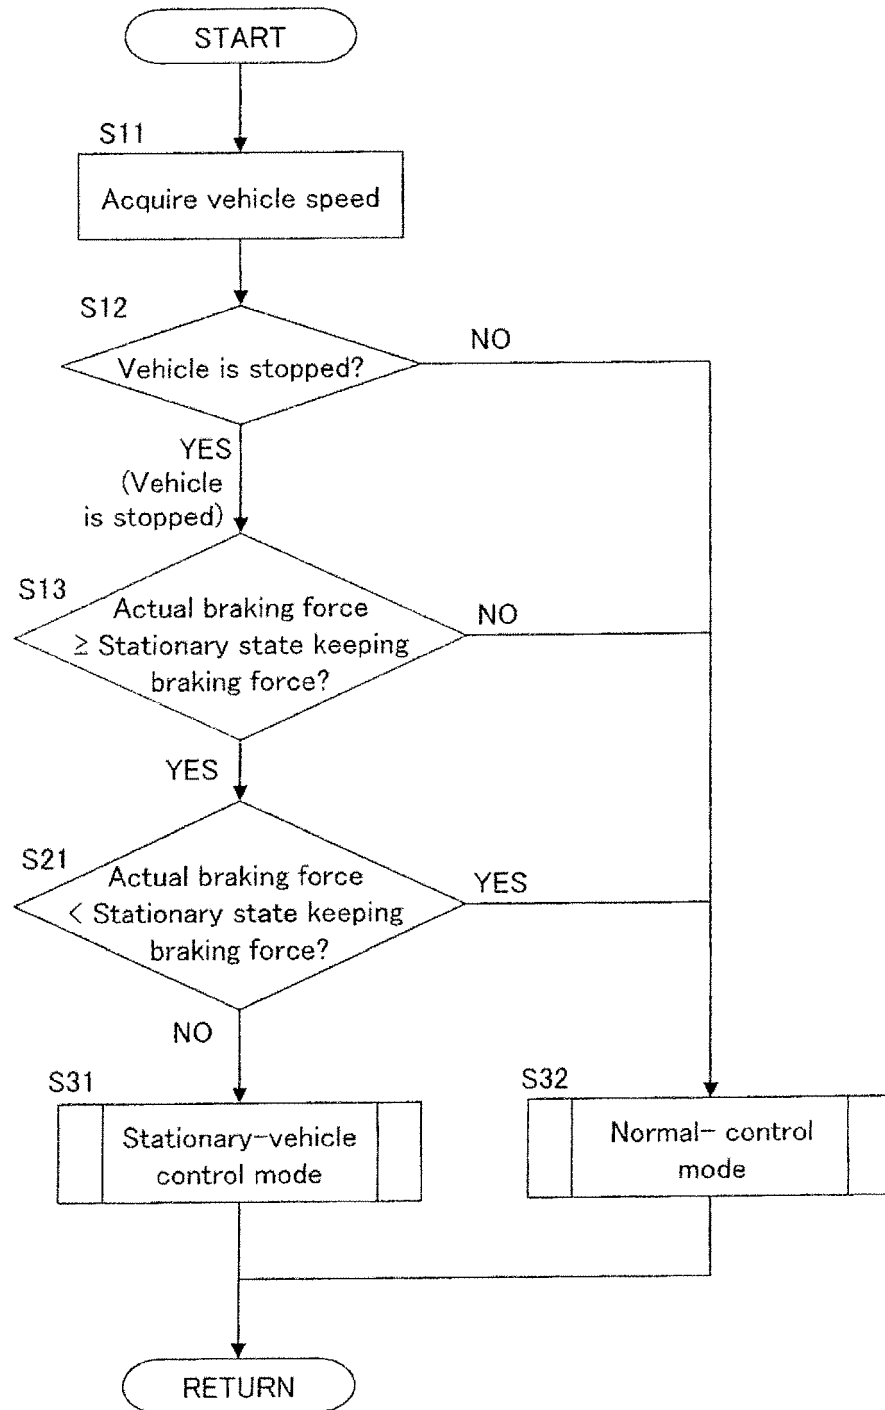 START
S11
Acquire vehicle speed
S12
Vehicle is stopped?
NO
YES
(Vehicle
is stopped)
S13
Actual braking force
≥ Stationary state keeping
braking force?
NO
YES
S21
Actual braking force
< Stationary state keeping
braking force?
YES
NO
S31
Stationary-vehicle
control mode
S32
Normal- control
mode
RETURN